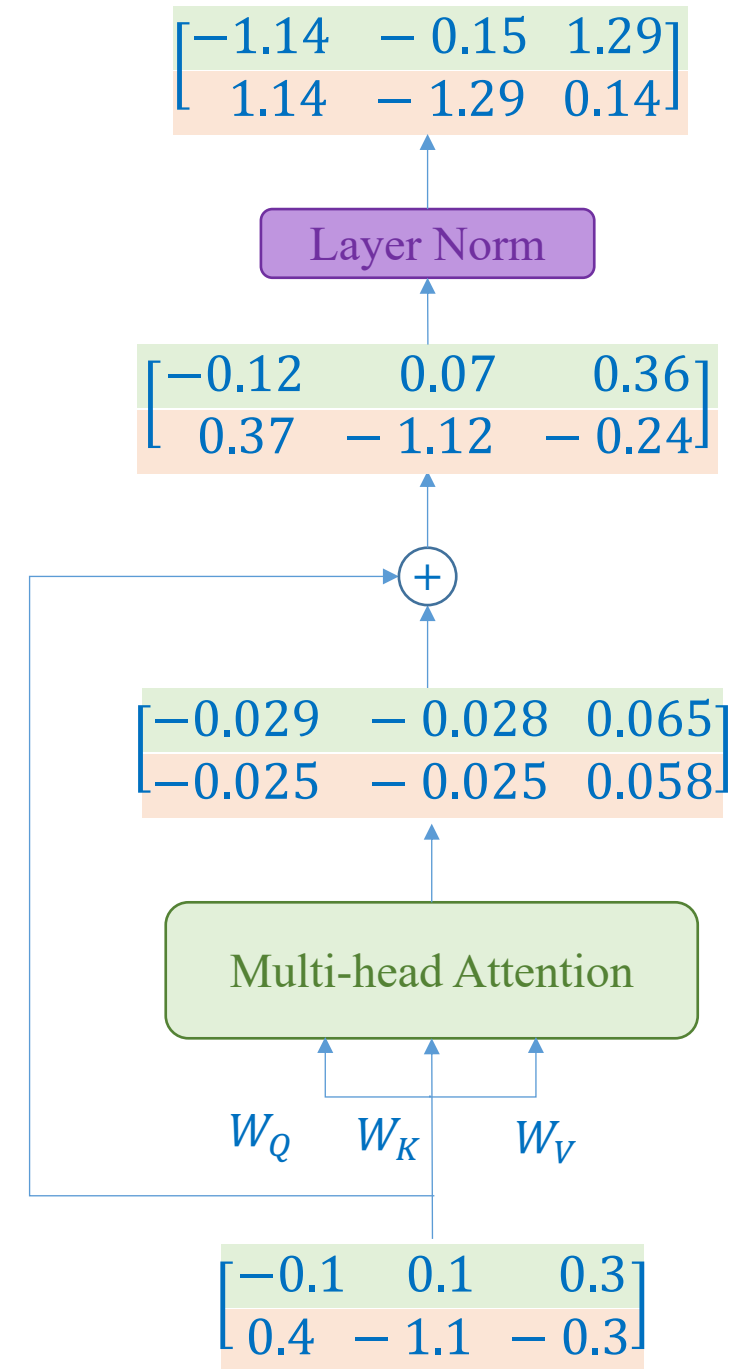 −1.14 − 0.15 1.29
1.14 − 1.29 0.14
Layer Norm
−0.12 0.07 0.36
0.37 − 1.12 − 0.24
+
−0.029 − 0.028 0.065
−0.025 − 0.025 0.058
Multi-head Attention
W_Q W_K W_V
−0.1 0.1 0.3
0.4 − 1.1 − 0.3